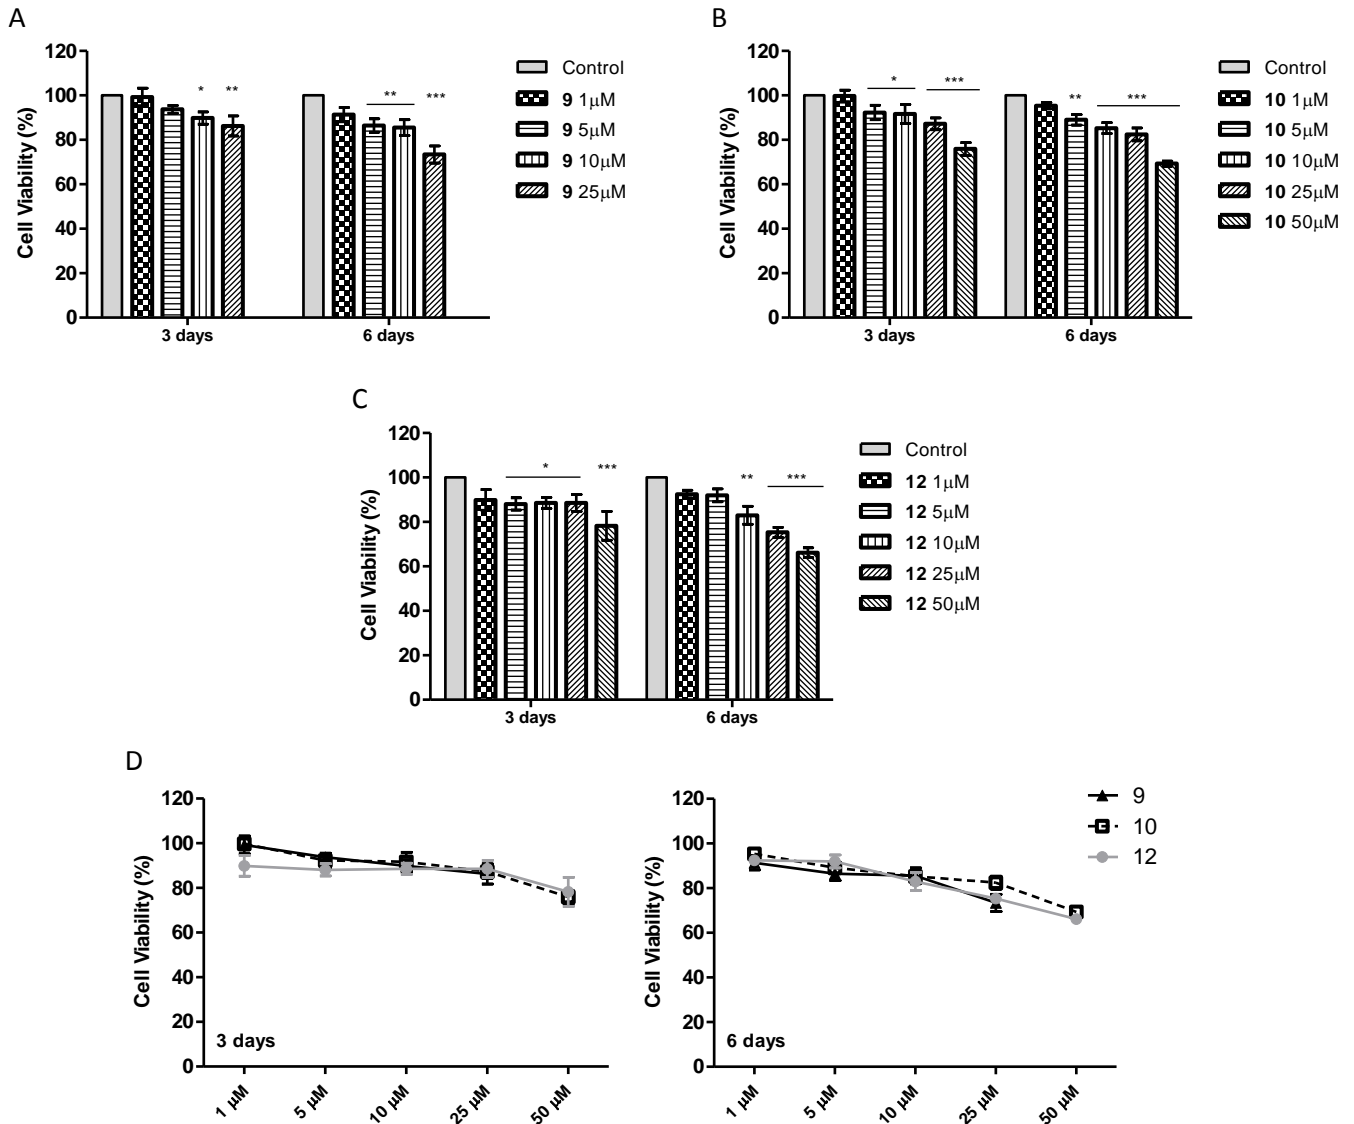 A
Cell Viability (%)
120
100
80
60
40
20
0
* ** ** ***
3 days 6 days
Control
9 1μM
9 5μM
9 10μM
9 25μM
B
Cell Viability (%)
120
100
80
60
40
20
0
* *** ** ***
3 days 6 days
Control
10 1μM
10 5μM
10 10μM
10 25μM
10 50μM
C
Cell Viability (%)
120
100
80
60
40
20
0
* *** ** ***
3 days 6 days
Control
12 1μM
12 5μM
12 10μM
12 25μM
12 50μM
D
Cell Viability (%)
120
100
80
60
40
20
0
3 days
1 μM 5 μM 10 μM 25 μM 50 μM
Cell Viability (%)
120
100
80
60
40
20
0
6 days
1 μM 5 μM 10 μM 25 μM 50 μM
9
10
12